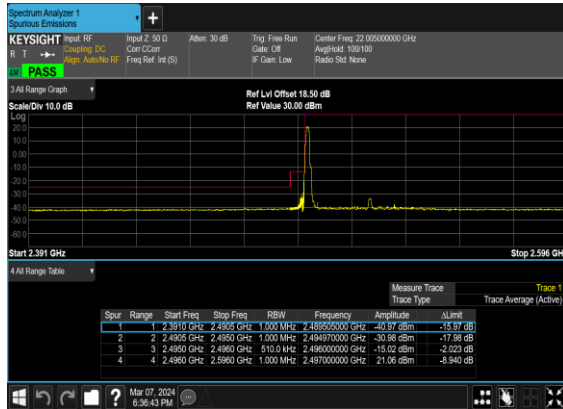 Spectrum Analyzer 1
Spurious Emissions
KEYSIGHT Input: RF Input Z: 50 Ω Atten: 30 dB Trig: Free Run Center Freq: 22.005000000 GHz
R T Coupling: DC Corr CCorr Gate: Off Avg|Hold: 100/100
Align: Auto/No RF Freq Ref: Int (S) IF Gain: Low Radio Std: None
PASS
3 All Range Graph
Ref Lvl Offset 18.50 dB
Scale/Div 10.0 dB Ref Value 30.00 dBm
Log
20.0
10.0
0.00
-10.0
-20.0
-30.0
-40.0
-50.0
-60.0
Start 2.391 GHz Stop 2.596 GH
4 All Range Table
Measure Trace Trace 1
Trace Type Trace Average (Active)
Spur Range Start Freq Stop Freq RBW Frequency Amplitude ΔLimit
1 1 2.3910 GHz 2.4905 GHz 1.000 MHz 2.489505000 GHz -40.97 dBm -15.97 dB
2 2 2.4905 GHz 2.4950 GHz 1.000 MHz 2.494970000 GHz -30.98 dBm -17.98 dB
3 3 2.4950 GHz 2.4960 GHz 510.0 kHz 2.496000000 GHz -15.02 dBm -2.023 dB
4 4 2.4960 GHz 2.5960 GHz 1.000 MHz 2.497000000 GHz 21.06 dBm -8.940 dB
? Mar 07, 2024
6:36:43 PM